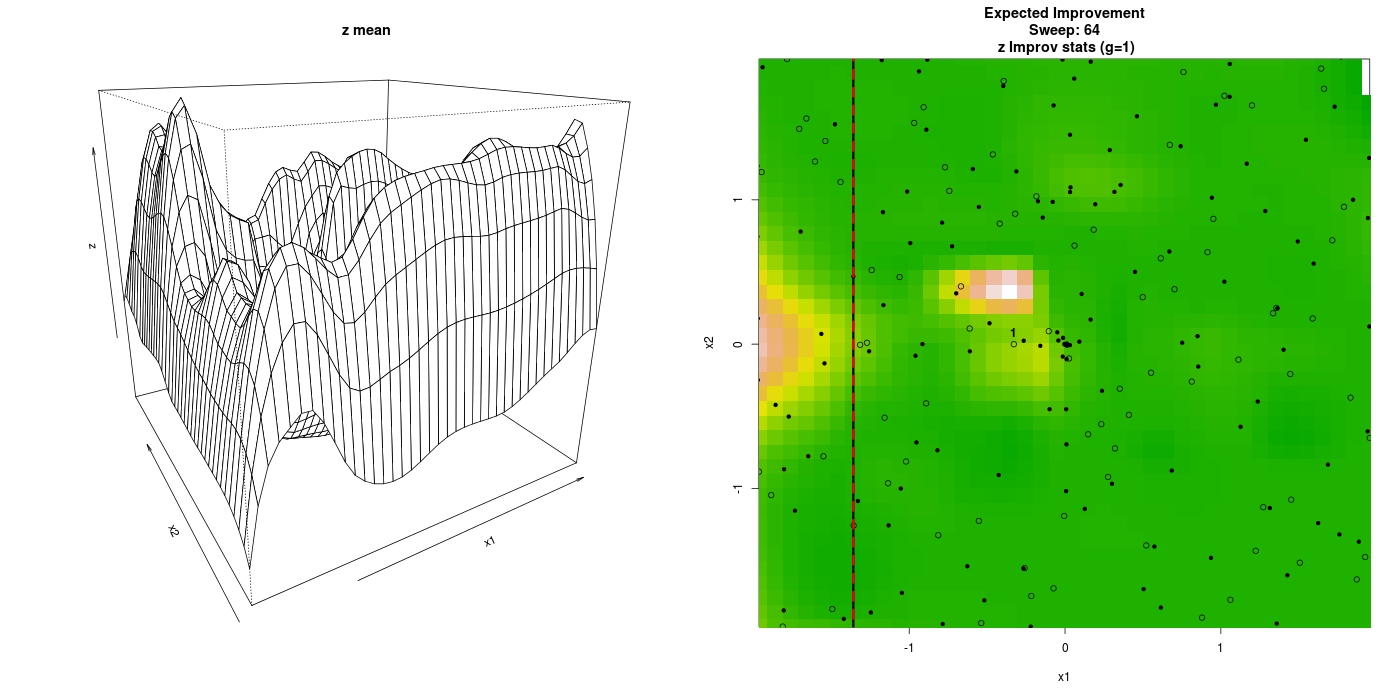 z mean
z
x2
x1
Expected Improvement
Sweep: 64
z Improv stats (g=1)
x2
1
0
-1
1
-1
0
1
x1